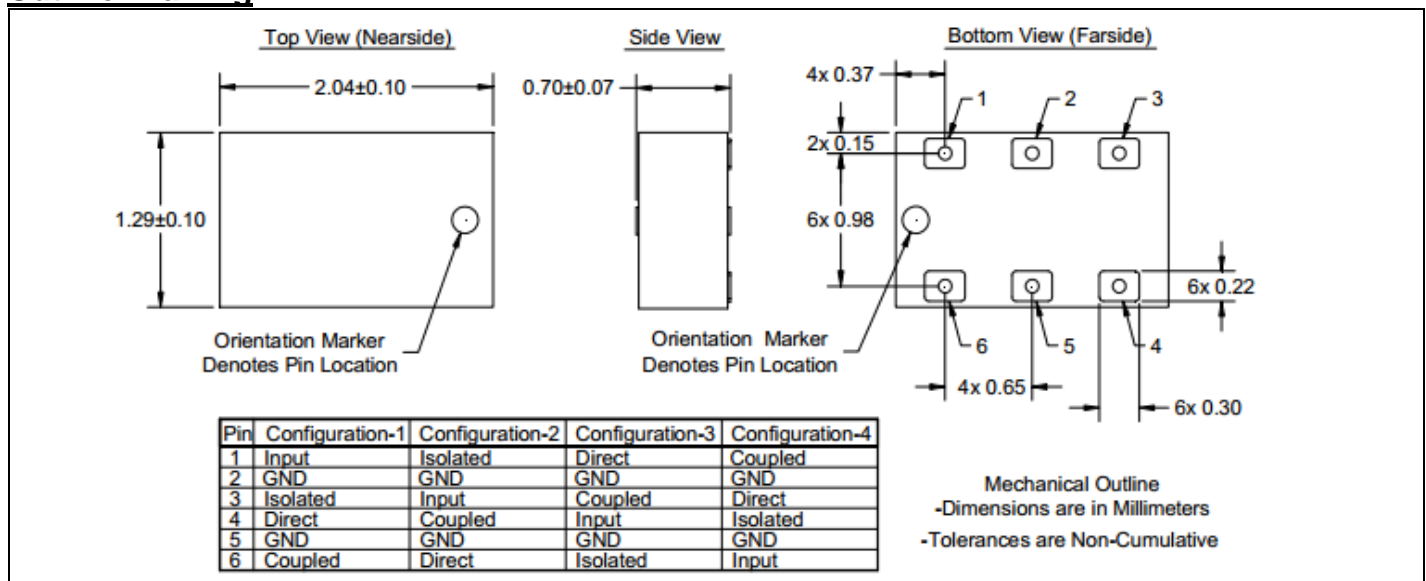 Top View (Nearside)
Side View
Bottom View (Farside)
2.04±0.10
0.70±0.07
4x 0.37
1
2
3
2x 0.15
1.29±0.10
6x 0.98
6x 0.22
Orientation Marker
Denotes Pin Location
Orientation Marker
Denotes Pin Location
6
5
4
4x 0.65
6x 0.30
Pin Configuration-1 Configuration-2 Configuration-3 Configuration-4
1 Input Isolated Direct Coupled
2 GND GND GND GND
3 Isolated Input Coupled Direct
4 Direct Coupled Input Isolated
5 GND GND GND GND
6 Coupled Direct Isolated Input
Mechanical Outline
-Dimensions are in Millimeters
-Tolerances are Non-Cumulative